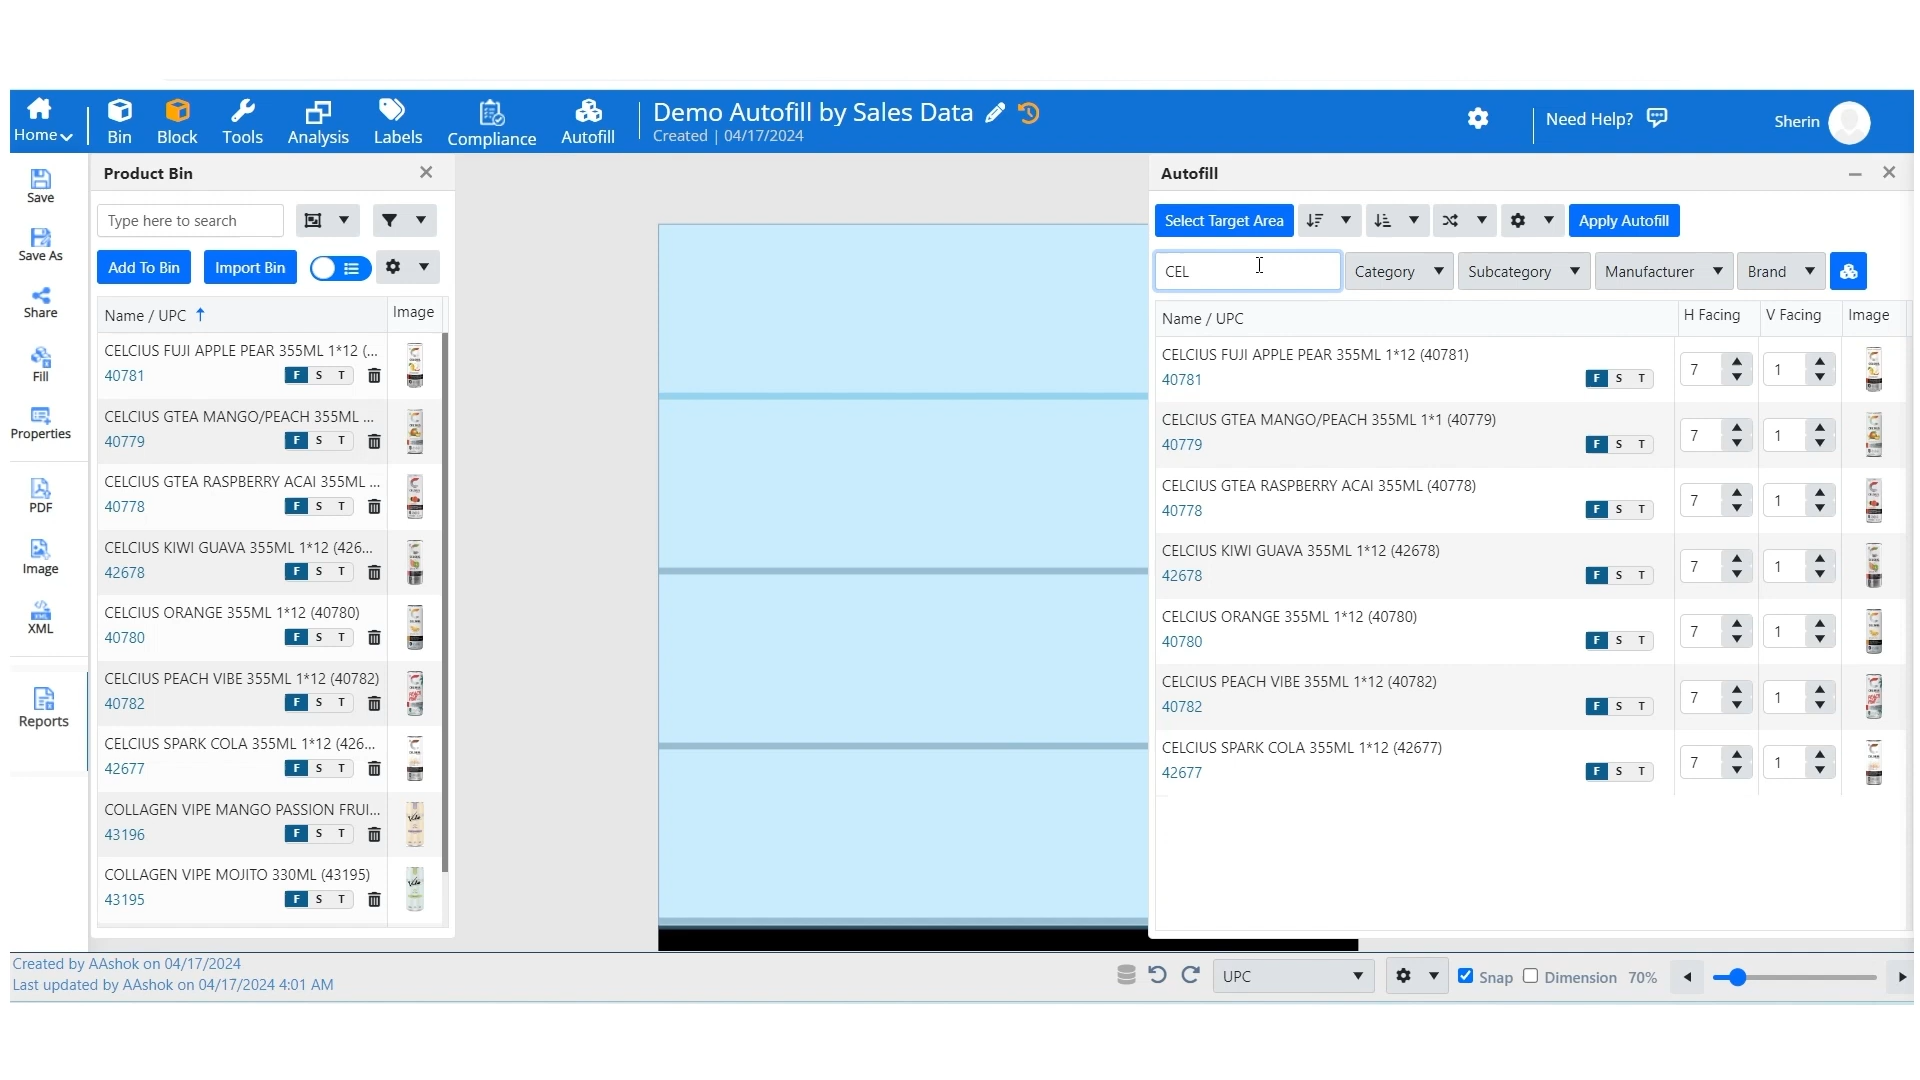 Home
Bin
Block
Tools
Analysis
Labels
Compliance
Autofill
Demo Autofill by Sales Data
Created | 04/17/2024
Need Help?
Sherin
Save
Save As
Share
Fill
Properties
PDF
Image
XML
Reports
Product Bin
Type here to search
Add To Bin
Import Bin
Name / UPC
Image
CELCIUS FUJI APPLE PEAR 355ML 1*12 (...
40781
F S T
CELCIUS GTEA MANGO/PEACH 355ML ...
40779
F S T
CELCIUS GTEA RASPBERRY ACAI 355ML ...
40778
F S T
CELCIUS KIWI GUAVA 355ML 1*12 (426...
42678
F S T
CELCIUS ORANGE 355ML 1*12 (40780)
40780
F S T
CELCIUS PEACH VIBE 355ML 1*12 (40782)
40782
F S T
CELCIUS SPARK COLA 355ML 1*12 (426...
42677
F S T
COLLAGEN VIPE MANGO PASSION FRUI...
43196
F S T
COLLAGEN VIPE MOJITO 330ML (43195)
43195
F S T
Autofill
Select Target Area
Apply Autofill
CEL
Category
Subcategory
Manufacturer
Brand
Name / UPC
H Facing
V Facing
Image
CELCIUS FUJI APPLE PEAR 355ML 1*12 (40781)
40781
F S T
7
1
CELCIUS GTEA MANGO/PEACH 355ML 1*1 (40779)
40779
F S T
7
1
CELCIUS GTEA RASPBERRY ACAI 355ML (40778)
40778
F S T
7
1
CELCIUS KIWI GUAVA 355ML 1*12 (42678)
42678
F S T
7
1
CELCIUS ORANGE 355ML 1*12 (40780)
40780
F S T
7
1
CELCIUS PEACH VIBE 355ML 1*12 (40782)
40782
F S T
7
1
CELCIUS SPARK COLA 355ML 1*12 (42677)
42677
F S T
7
1
Created by AAshok on 04/17/2024
Last updated by AAshok on 04/17/2024 4:01 AM
UPC
Snap
Dimension
70%